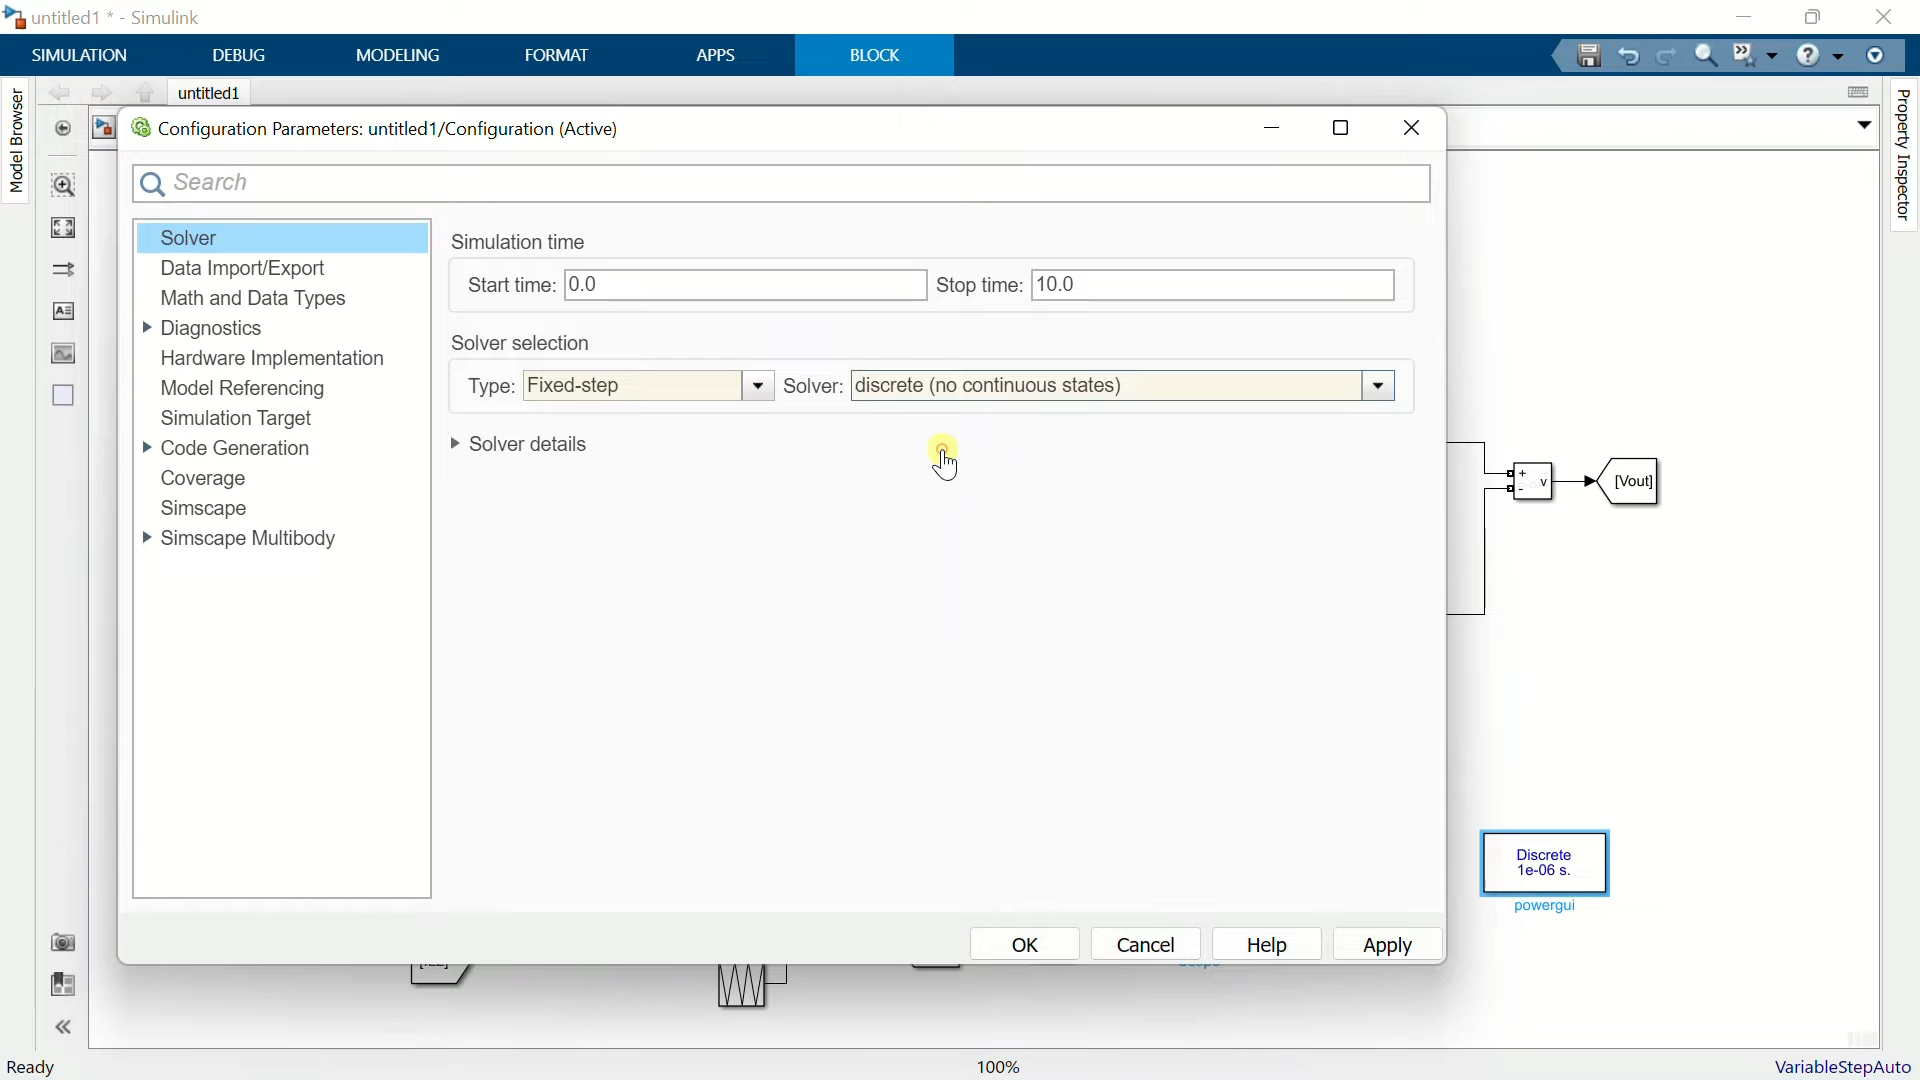 untitled1 * - Simulink
SIMULATION DEBUG MODELING FORMAT APPS BLOCK
untitled1
Model Browser
Property Inspector
Configuration Parameters: untitled1/Configuration (Active)
Search
Solver
Data Import/Export
Math and Data Types
Diagnostics
Hardware Implementation
Model Referencing
Simulation Target
Code Generation
Coverage
Simscape
Simscape Multibody
Simulation time
Start time: 0.0 Stop time: 10.0
Solver selection
Type: Fixed-step Solver: discrete (no continuous states)
Solver details
+
- v
[Vout]
Discrete
1e-06 s.
powergui
OK Cancel Help Apply
Ready 100% VariableStepAuto